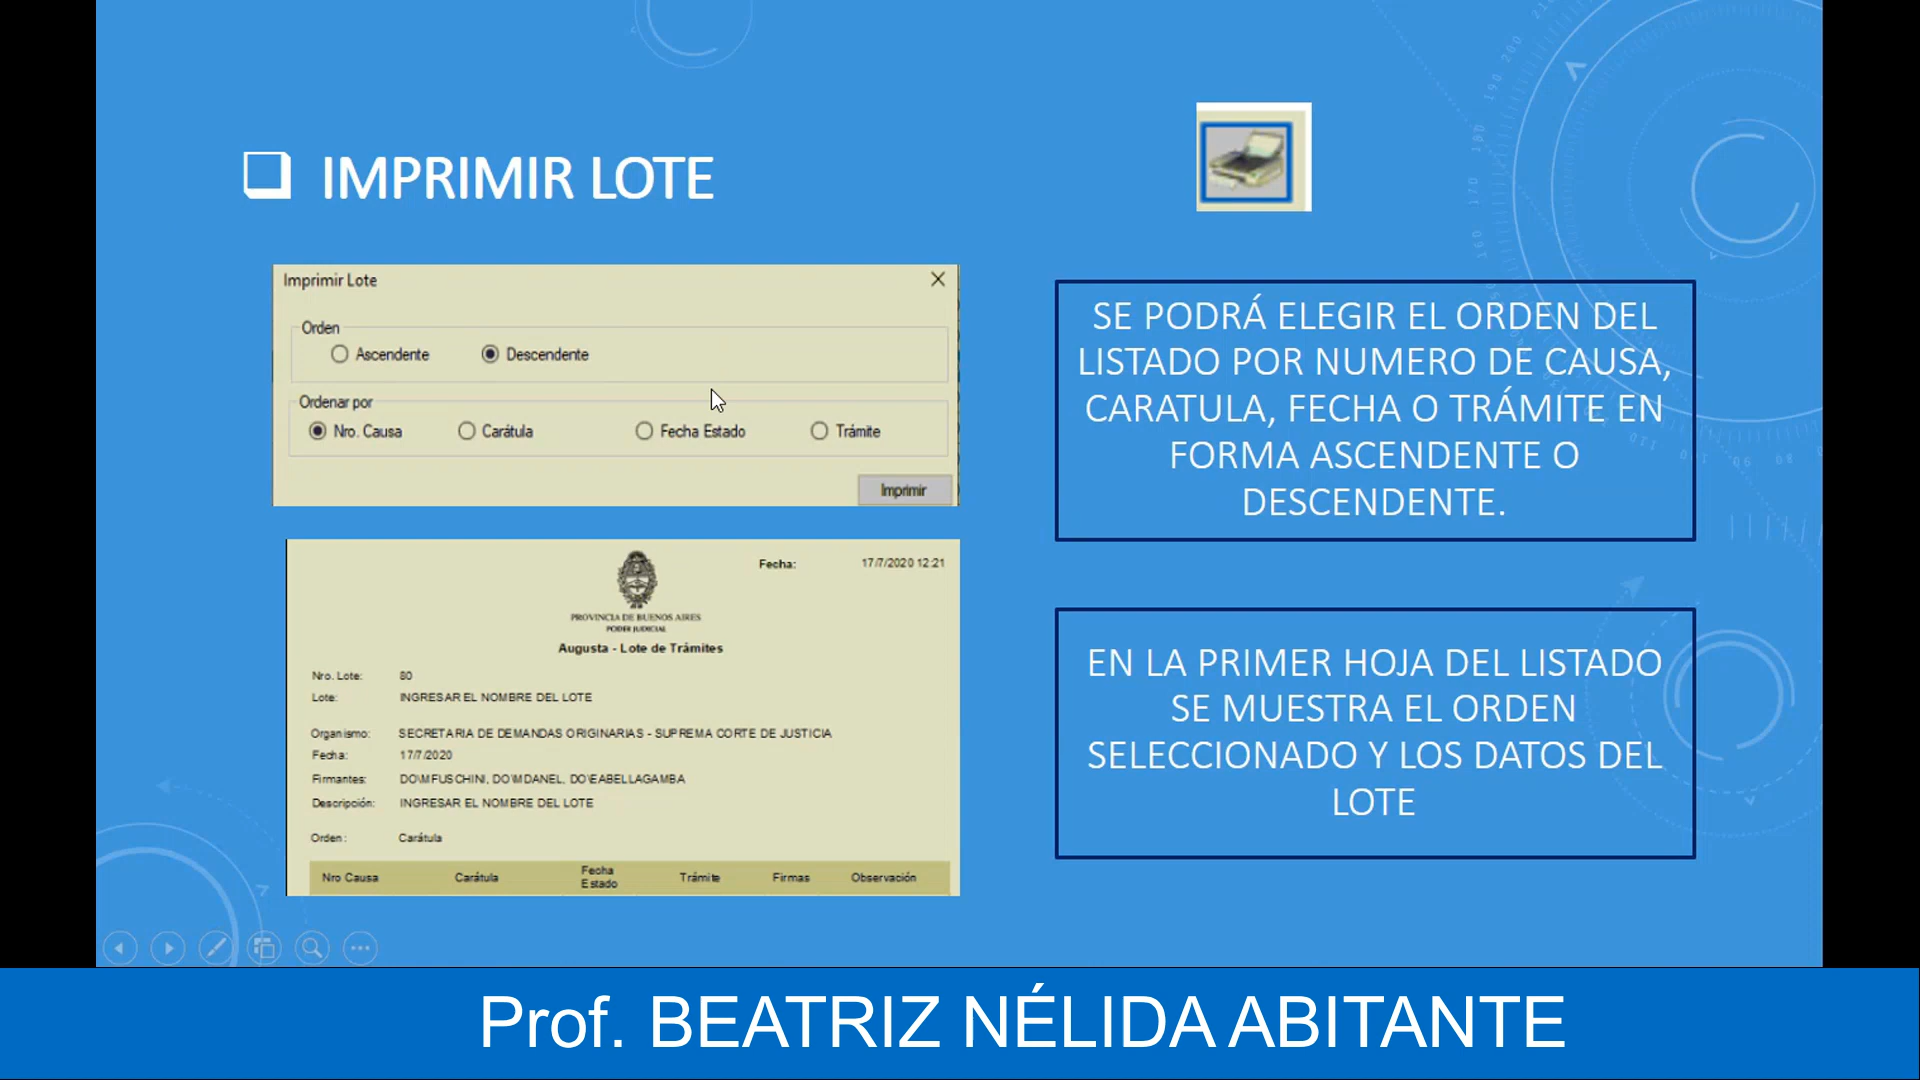 IMPRIMIR LOTE
Imprimir Lote
Orden
Ascendente Descendente
Ordenar por
Nro. Causa Carátula Fecha Estado Trámite
Imprimir
SE PODRÁ ELEGIR EL ORDEN DEL
LISTADO POR NUMERO DE CAUSA,
CARATULA, FECHA O TRÁMITE EN
FORMA ASCENDENTE O
DESCENDENTE.
Fecha: 17/7/2020 12:21
PROVINCIA DE BUENOS AIRES
PODER JUDICIAL
Augusta - Lote de Trámites
Nro. Lote: 80
Lote: INGRESAR EL NOMBRE DEL LOTE
Organismo: SECRETARIA DE DEMANDAS ORIGINARIAS - SUPREMA CORTE DE JUSTICIA
Fecha: 17/7/2020
Firmantes: DO\MFUSCHINI, DO\MDANEL, DO\EABELLAGAMBA
Descripción: INGRESAR EL NOMBRE DEL LOTE
Orden: Carátula
Nro Causa Carátula Fecha Estado Trámite Firmas Observación
EN LA PRIMER HOJA DEL LISTADO
SE MUESTRA EL ORDEN
SELECCIONADO Y LOS DATOS DEL
LOTE
Prof. BEATRIZ NÉLIDA ABITANTE